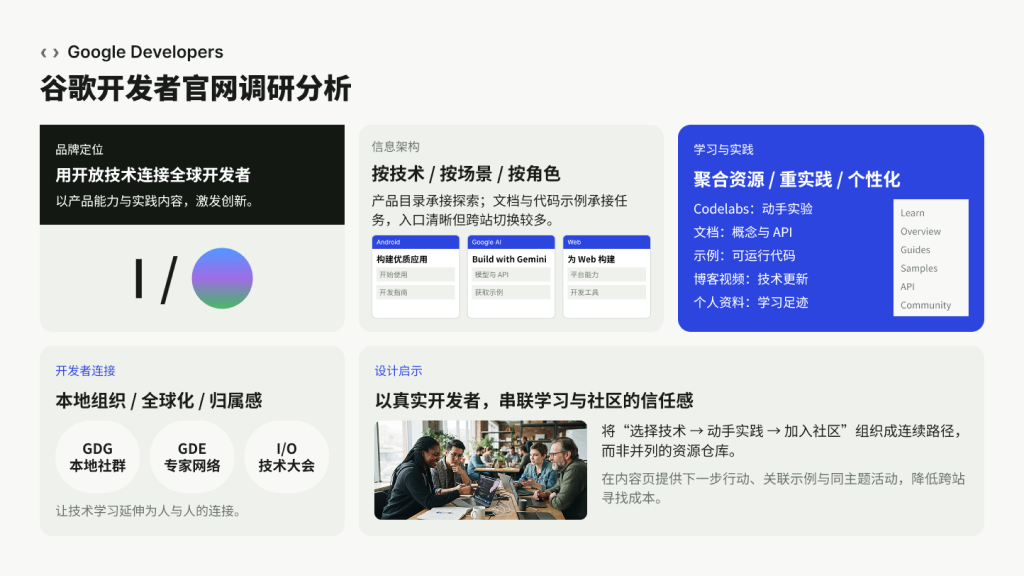 ‹ › Google Developers
谷歌开发者官网调研分析
品牌定位
用开放技术连接全球开发者
以产品能力与实践内容，激发创新。
I /
信息架构
按技术 / 按场景 / 按角色
产品目录承接探索；文档与代码示例承接任
务，入口清晰但跨站切换较多。
Android
构建优质应用
开始使用
开发指南
Google AI
Build with Gemini
模型与 API
获取示例
Web
为 Web 构建
平台能力
开发工具
学习与实践
聚合资源 / 重实践 / 个性化
Codelabs：动手实验
文档：概念与 API
示例：可运行代码
博客视频：技术更新
个人资料：学习足迹
Learn
Overview
Guides
Samples
API
Community
开发者连接
本地组织 / 全球化 / 归属感
GDG
本地社群
GDE
专家网络
I/O
技术大会
让技术学习延伸为人与人的连接。
设计启示
以真实开发者，串联学习与社区的信任感
将“选择技术 → 动手实践 → 加入社区”组织成连续路径，
而非并列的资源仓库。
在内容页提供下一步行动、关联示例与同主题活动，降低跨站
寻找成本。